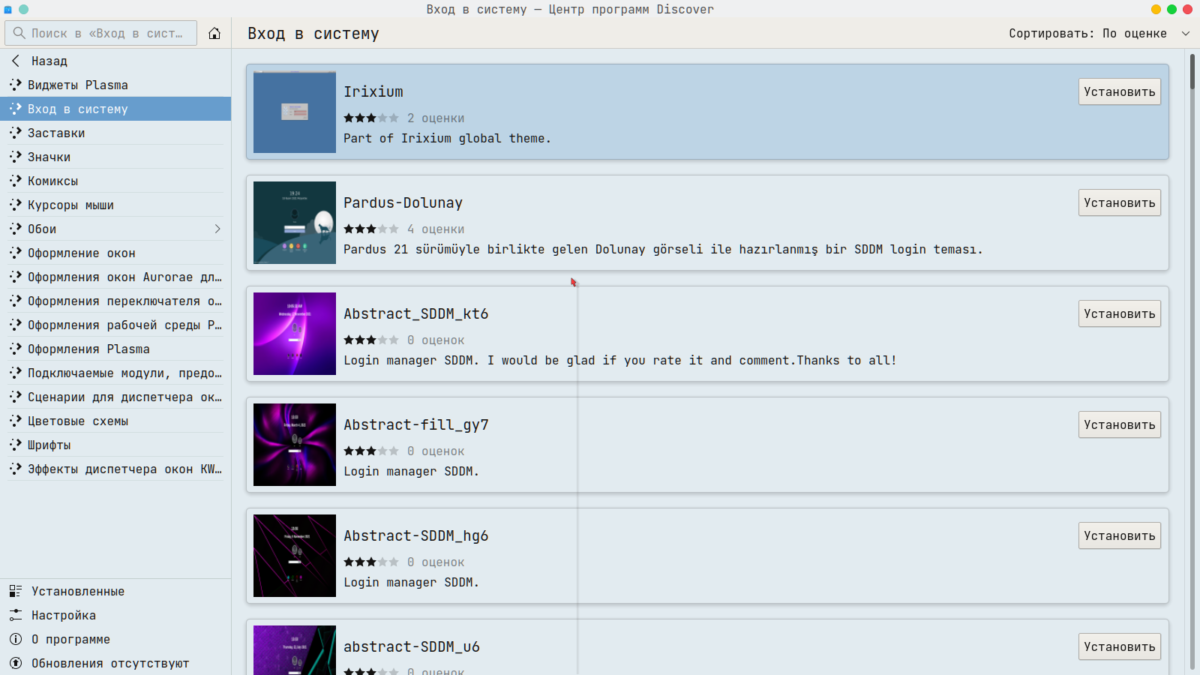 Вход в систему — Центр программ Discover
Поиск в «Вход в сист…
Вход в систему
Сортировать: По оценке
Назад
Виджеты Plasma
Вход в систему
Заставки
Значки
Комиксы
Курсоры мыши
Обои
Оформление окон
Оформления окон Aurorae дл…
Оформления переключателя о…
Оформления рабочей среды P…
Оформления Plasma
Подключаемые модули, предо…
Сценарии для диспетчера ок…
Цветовые схемы
Шрифты
Эффекты диспетчера окон KW…
Установленные
Настройка
О программе
Обновления отсутствуют
Irixium
Установить
2 оценки
Part of Irixium global theme.
Pardus-Dolunay
Установить
4 оценки
Pardus 21 sürümüyle birlikte gelen Dolunay görseli ile hazırlanmış bir SDDM login teması.
Abstract_SDDM_kt6
Установить
0 оценок
Login manager SDDM. I would be glad if you rate it and comment.Thanks to all!
Abstract-fill_gy7
Установить
0 оценок
Login manager SDDM.
Abstract-SDDM_hg6
Установить
0 оценок
Login manager SDDM.
abstract-SDDM_u6
Установить
0 оценок